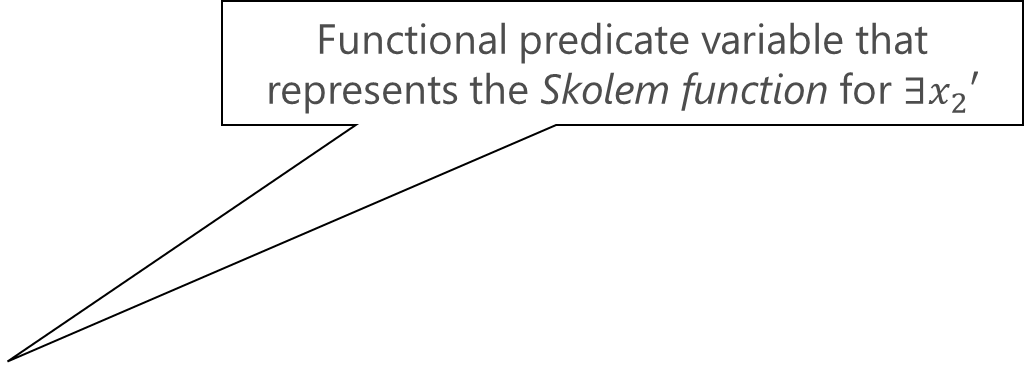 Functional predicate variable that
represents the Skolem function for ∃𝑥₂′